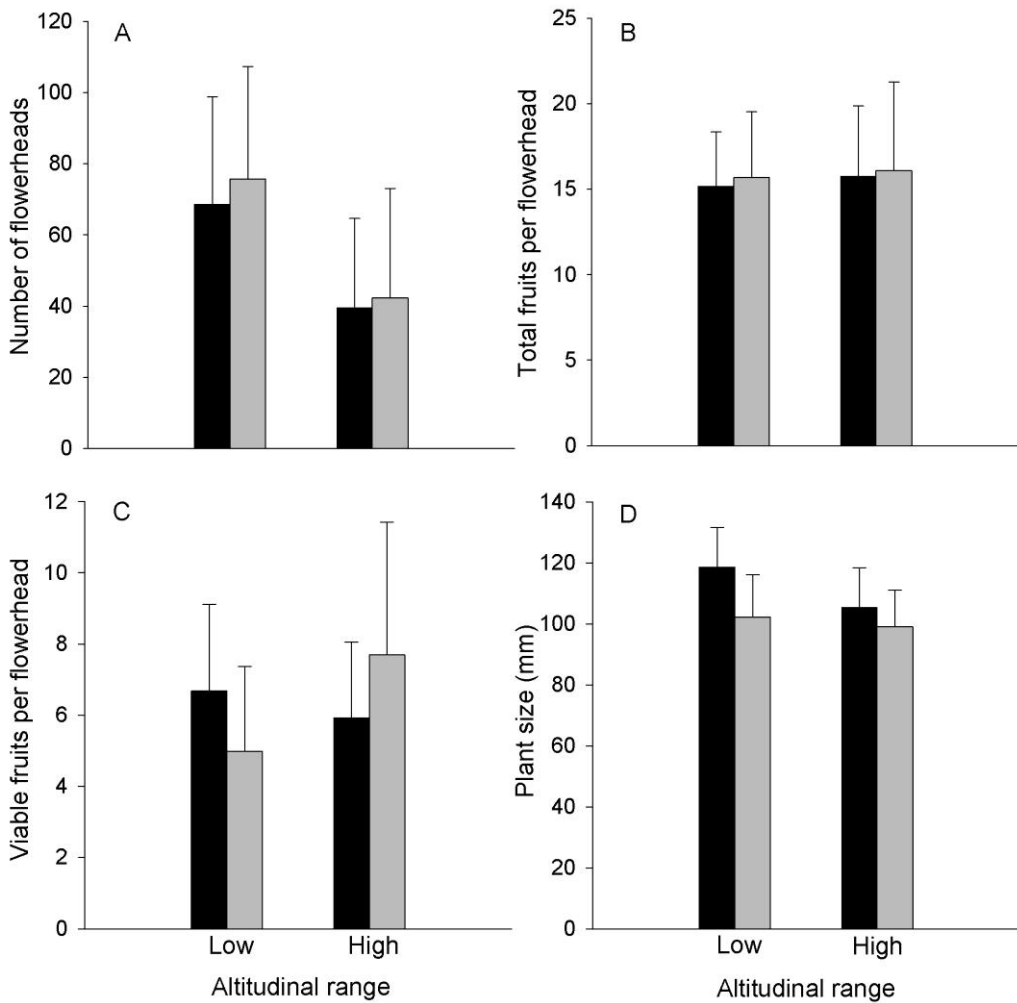 A
Number of flowerheads
120
100
80
60
40
20
0
B
Total fruits per flowerhead
25
20
15
10
5
0
C
Viable fruits per flowerhead
12
10
8
6
4
2
0
Low High
Altitudinal range
D
Plant size (mm)
140
120
100
80
60
40
20
0
Low High
Altitudinal range